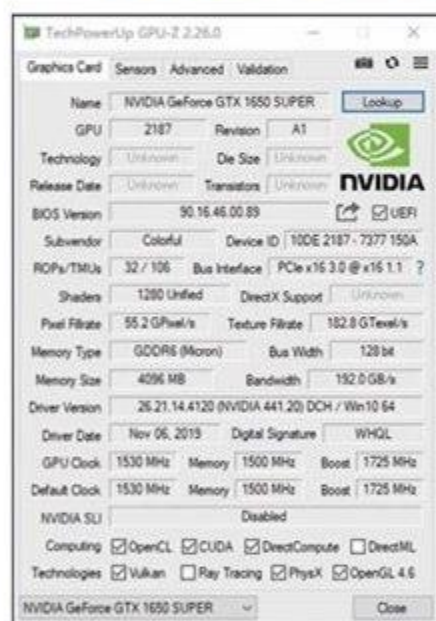 TechPowerUp GPU-Z 2.26.0
Graphics Card Sensors Advanced Validation
Name NVIDIA GeForce GTX 1650 SUPER Lookup
GPU 2187 Revision A1
Technology Unknown Die Size Unknown
Release Date Unknown Transistors Unknown
NVIDIA
BIOS Version 90.16.46.00.89 UEFI
Subvendor Colorful Device ID 10DE 2187 - 7377 150A
ROPs/TMUs 32 / 106 Bus Interface PCIe x16 3.0 @ x16 1.1 ?
Shaders 1280 Unified DirectX Support Unknown
Pixel Fillrate 55.2 GPixel/s Texture Fillrate 182.8 GTexel/s
Memory Type GDDR6 (Micron) Bus Width 128 bit
Memory Size 4096 MB Bandwidth 192.0 GB/s
Driver Version 26.21.14.4120 (NVIDIA 441.20) DCH / Win10 64
Driver Date Nov 06, 2019 Digital Signature WHQL
GPU Clock 1530 MHz Memory 1500 MHz Boost 1725 MHz
Default Clock 1530 MHz Memory 1500 MHz Boost 1725 MHz
NVIDIA SLI Disabled
Computing OpenCL CUDA DirectCompute DirectML
Technologies Vulkan Ray Tracing PhysX OpenGL 4.6
NVIDIA GeForce GTX 1650 SUPER Close